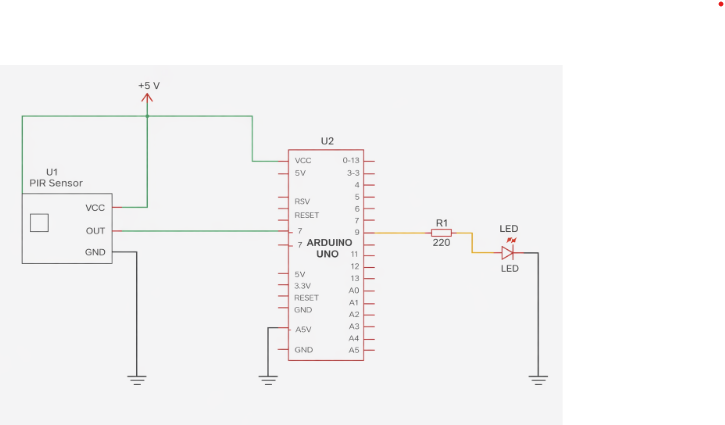 +5 V
U1
PIR Sensor
VCC
OUT
GND
U2
VCC
5V
RSV
RESET
7
7
5V
3.3V
RESET
GND
A5V
GND
ARDUINO
UNO
0-13
3-3
4
5
6
7
9
11
12
13
A0
A1
A2
A3
A4
A5
R1
220
LED
LED